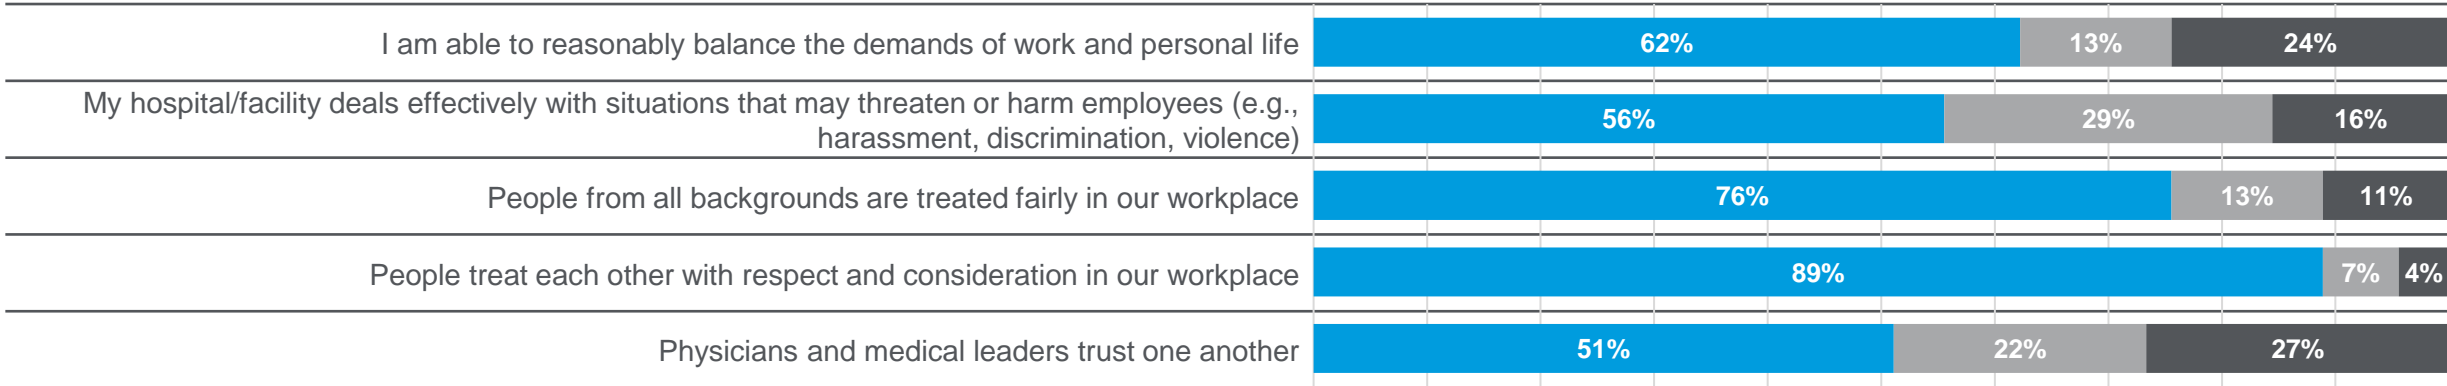 I am able to reasonably balance the demands of work and personal life 62% 13% 24%
My hospital/facility deals effectively with situations that may threaten or harm employees (e.g.,
harassment, discrimination, violence) 56% 29% 16%
People from all backgrounds are treated fairly in our workplace 76% 13% 11%
People treat each other with respect and consideration in our workplace 89% 7% 4%
Physicians and medical leaders trust one another 51% 22% 27%